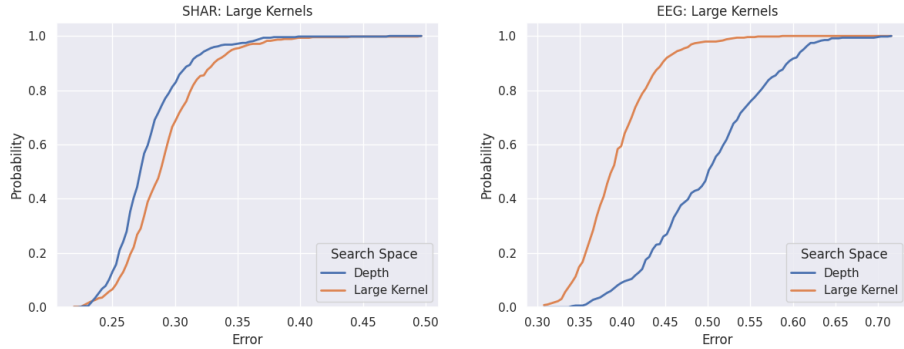 SHAR: Large Kernels
1.0
0.8
0.6
0.4
0.2
0.0
Probability
0.25
0.30
0.35
0.40
0.45
0.50
Error
Search Space
Depth
Large Kernel
EEG: Large Kernels
1.0
0.8
0.6
0.4
0.2
0.0
Probability
0.30
0.35
0.40
0.45
0.50
0.55
0.60
0.65
0.70
Error
Search Space
Depth
Large Kernel